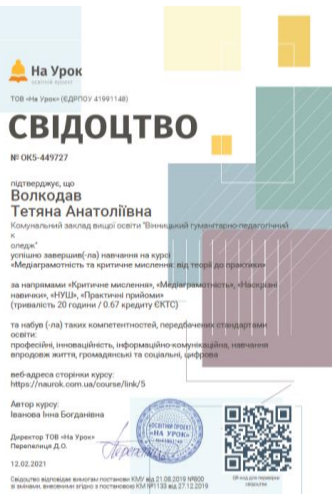 На Урок
освітній проект
ТОВ «На Урок» (ЄДРПОУ 41991148)
СВІДОЦТВО
№ ОК5-449727
підтверджує, що
Волкодав
Тетяна Анатоліївна
Комунальний заклад вищої освіти "Вінницький гуманітарно-педагогічний
к
оледж"
успішно завершив(-ла) навчання на курсі
«Медіаграмотність та критичне мислення: від теорії до практики»
за напрямами «Критичне мислення», «Медіаграмотність», «Наскрізні
навички», «НУШ», «Практичні прийоми»
(тривалість 20 години / 0.67 кредиту ЄКТС)
та набув (-ла) таких компетентностей, передбачених стандартами
освіти:
професійні, інноваційність, інформаційно-комунікаційна, навчання
впродовж життя, громадянські та соціальні, цифрова
веб-адреса сторінки курсу:
https://naurok.com.ua/course/link/5
Автор курсу:
Іванова Інна Богданівна
Директор ТОВ «На Урок»
Перепелиця Д.О.
12.02.2021
ОСВІТНІЙ ПРОЕКТ
«НА УРОК»
QR-код для перевірки
свідоцтва
Свідоцтво відповідає вимогам постанови КМУ від 21.08.2019 №800
зі змінами, внесеними згідно з постановою КМ №1133 від 27.12.2019